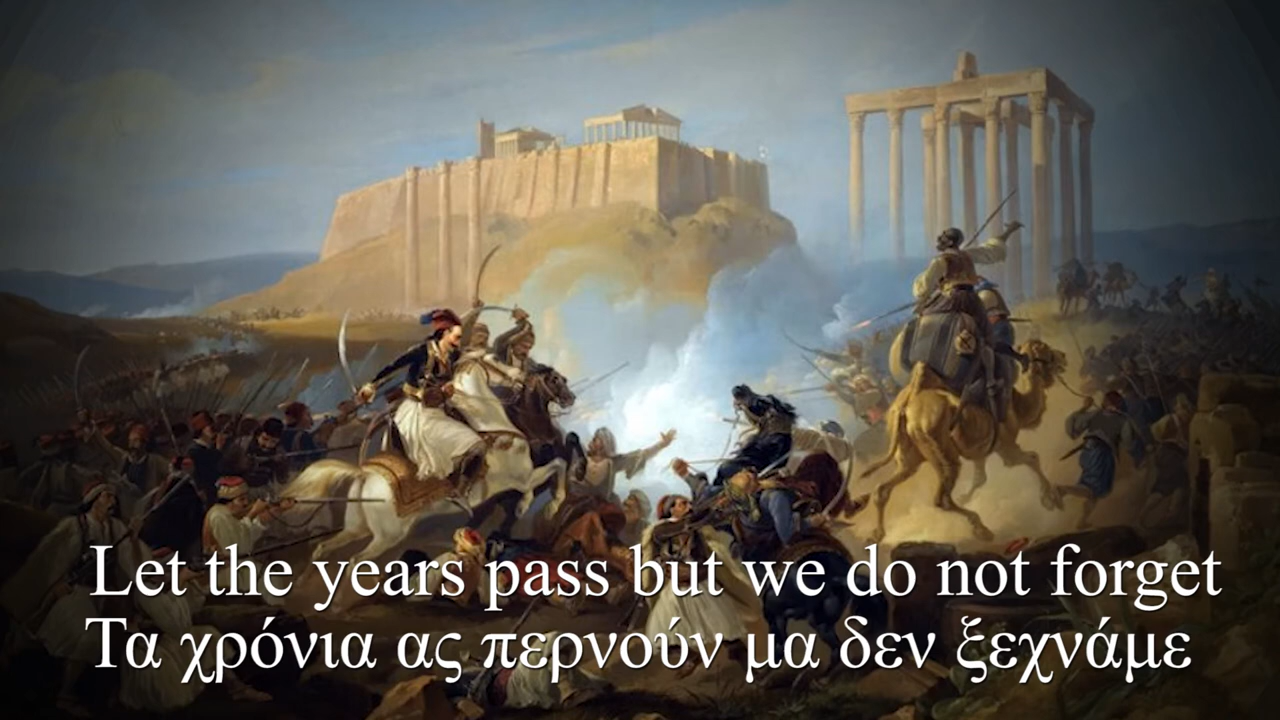 Let the years pass but we do not forget
Τα χρόνια ας περνούν μα δεν ξεχνάμε